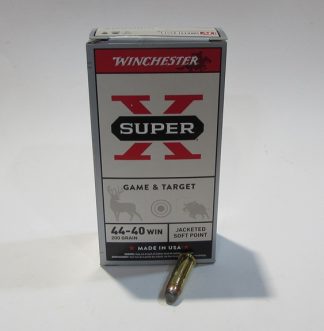 WINCHESTER
X
SUPER
GAME & TARGET
44-40 WIN
200 GRAIN
JACKETED
SOFT POINT
★ MADE IN USA ★